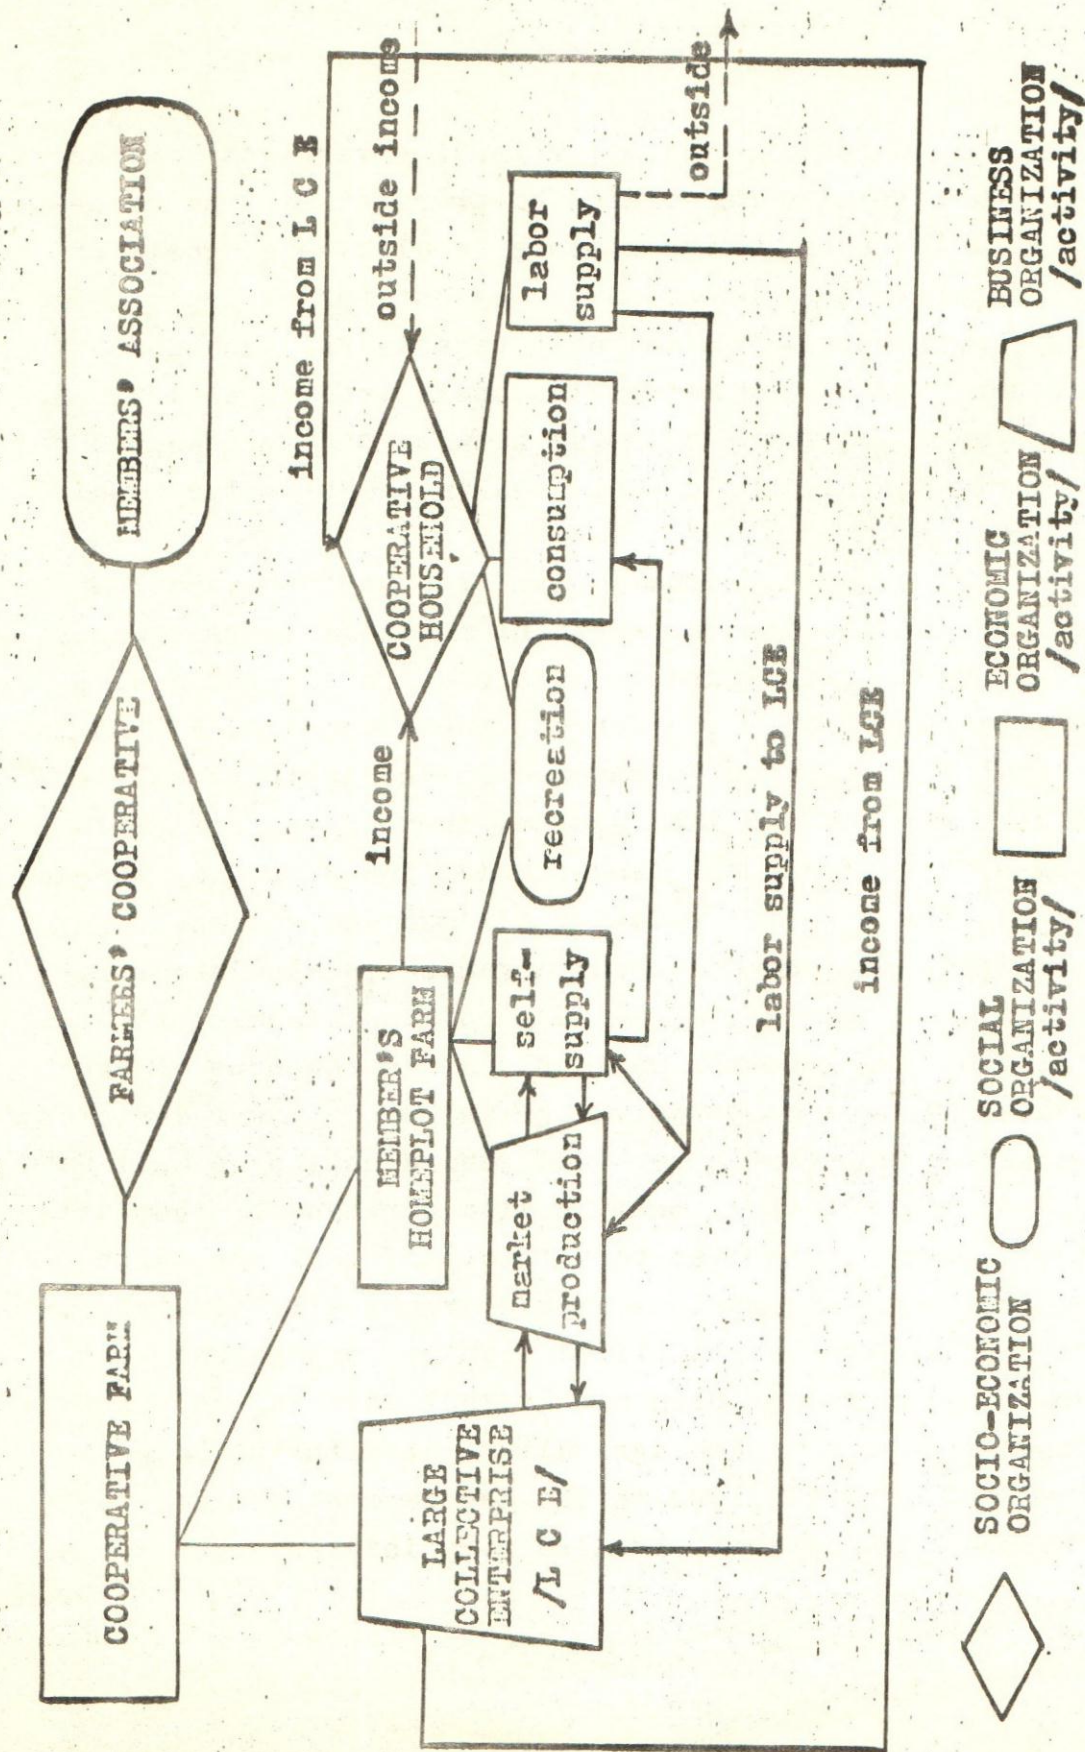 COOPERATIVE FARM
FARMERS' COOPERATIVE
MEMBERS' ASSOCIATION
income from L C E
outside income
MEMBER'S
HOMEPLOT FARM
income
COOPERATIVE
HOUSEHOLD
LARGE
COLLECTIVE
ENTERPRISE
/L C E/
market
production
self-
supply
recreation
consumption
labor
supply
outside
labor supply to LCE
income from LCE
SOCIO-ECONOMIC
ORGANIZATION
SOCIAL
ORGANIZATION
/activity/
ECONOMIC
ORGANIZATION
/activity/
BUSINESS
ORGANIZATION
/activity/